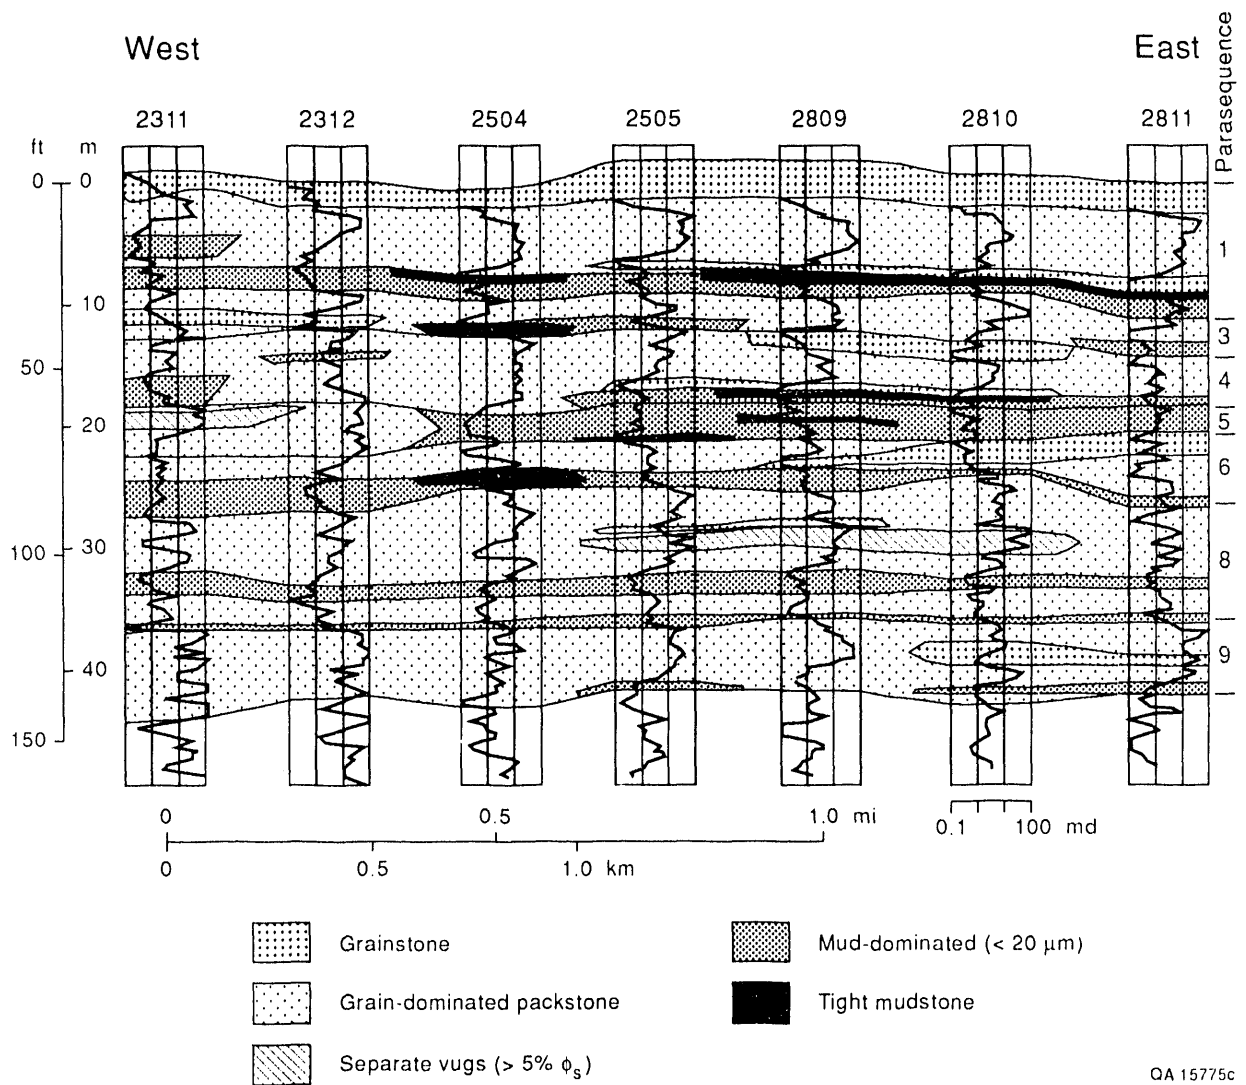 West
East
Parasequence
2311
2312
2504
2505
2809
2810
2811
ft
m
0
0
1
10
3
50
4
20
5
6
100
30
8
9
40
150
0
0.5
1.0 mi
0.1
100 md
0
0.5
1.0 km
Grainstone
Mud-dominated (< 20 μm)
Grain-dominated packstone
Tight mudstone
Separate vugs (> 5% ϕs)
QA 15775c